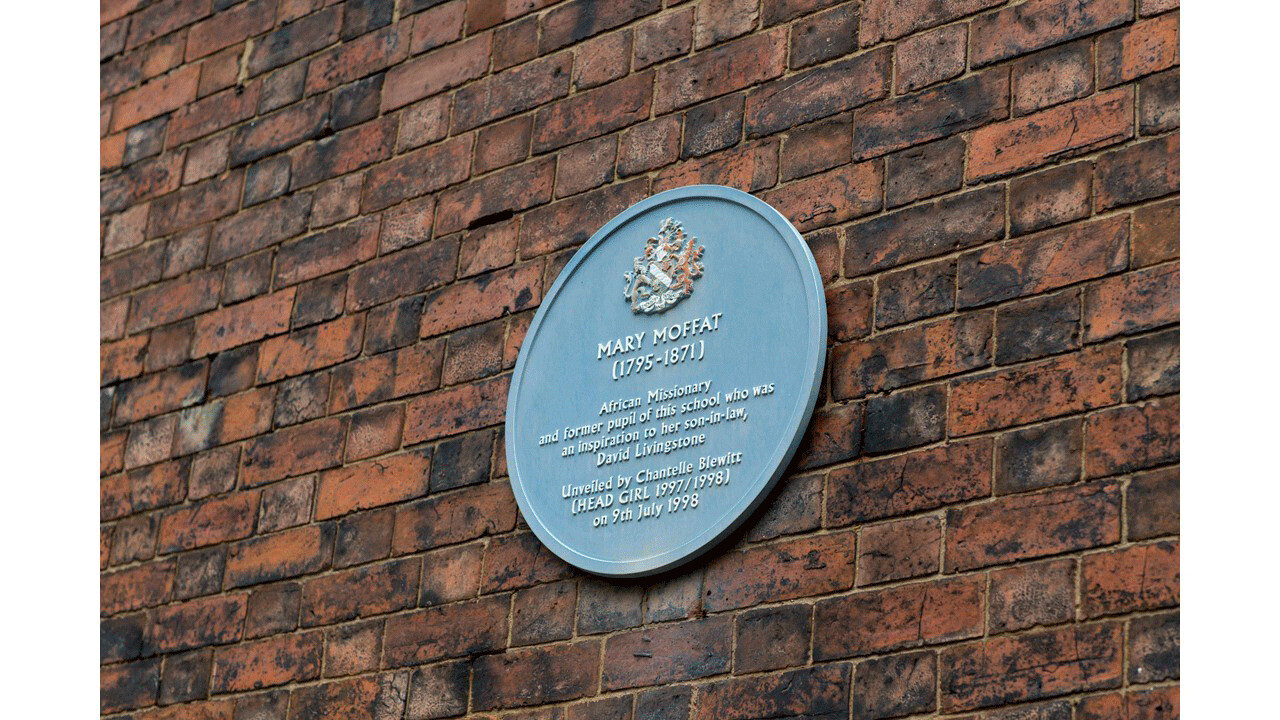 MARY MOFFAT
(1795-1871)
African Missionary
and former pupil of this school who was
an inspiration to her son-in-law,
David Livingstone
Unveiled by Chantelle Blewitt
(HEAD GIRL 1997/1998)
on 9th July 1998